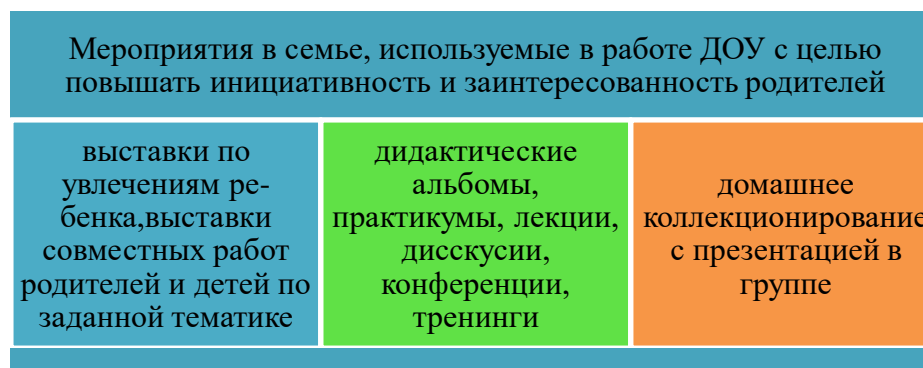 Мероприятия в семье, используемые в работе ДОУ с целью
повышать инициативность и заинтересованность родителей
выставки по
увлечениям ре-
бенка,выставки
совместных работ
родителей и детей по
заданной тематике
дидактические
альбомы,
практикумы, лекции,
дисскусии,
конференции,
тренинги
домашнее
коллекционирование
с презентацией в
группе